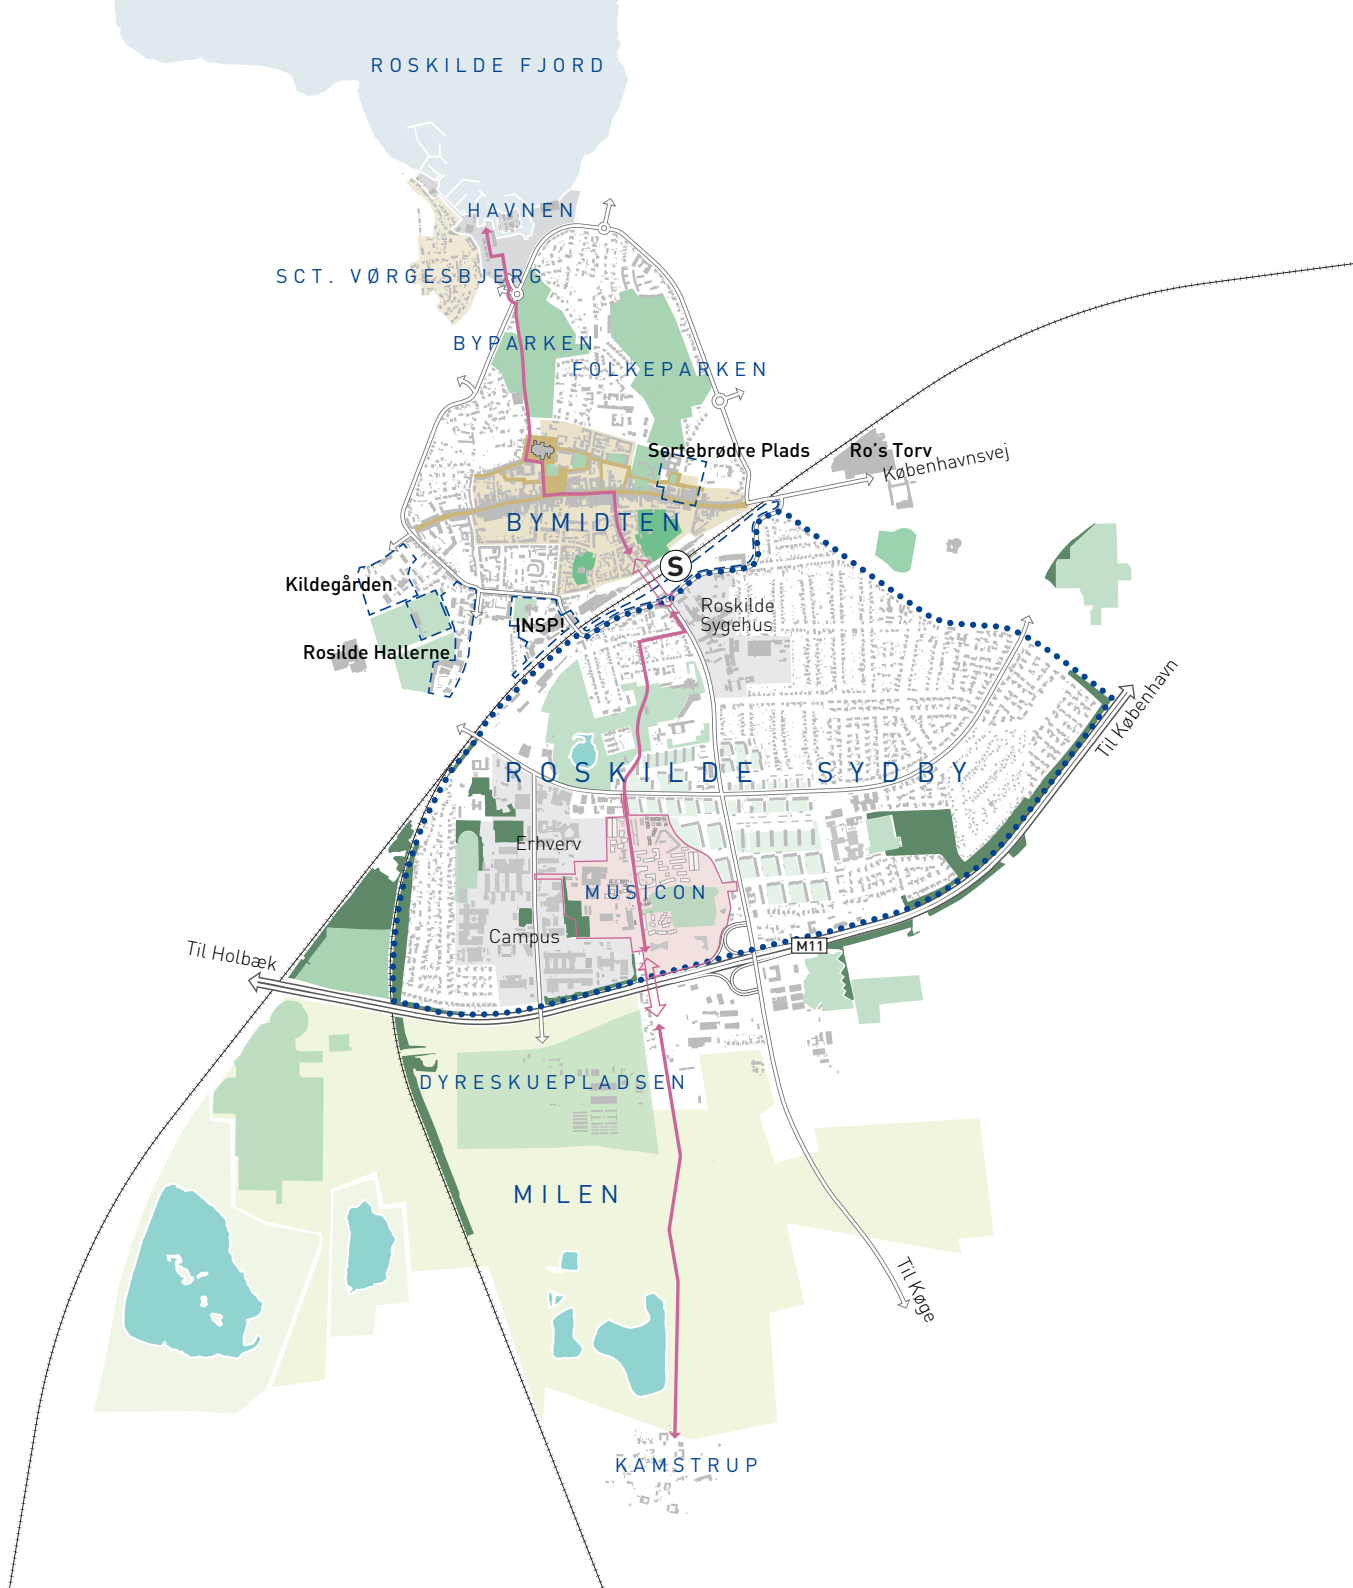 ROSKILDE FJORD
HAVNEN
SCT. VØRGESBJERG
BYPARKEN
FOLKEPARKEN
Sortebrødre Plads
Ro's Torv
Københavnsvej
BYMIDTEN
S
Kildegården
Roskilde
Sygehus
INSP!
Rosilde Hallerne
Til København
ROSKILDE SYDBY
Erhverv
MUSICON
Campus
M11
Til Holbæk
DYRESKUEPLADSEN
MILEN
Til Køge
KAMSTRUP